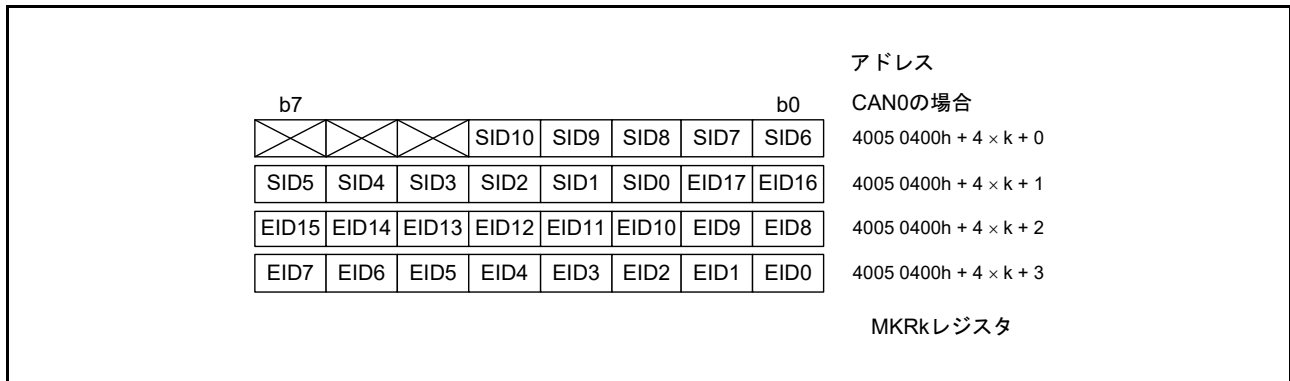 アドレス
b7 b0 CAN0の場合
SID10 SID9 SID8 SID7 SID6 4005 0400h + 4 × k + 0
SID5 SID4 SID3 SID2 SID1 SID0 EID17 EID16 4005 0400h + 4 × k + 1
EID15 EID14 EID13 EID12 EID11 EID10 EID9 EID8 4005 0400h + 4 × k + 2
EID7 EID6 EID5 EID4 EID3 EID2 EID1 EID0 4005 0400h + 4 × k + 3
MKRkレジスタ